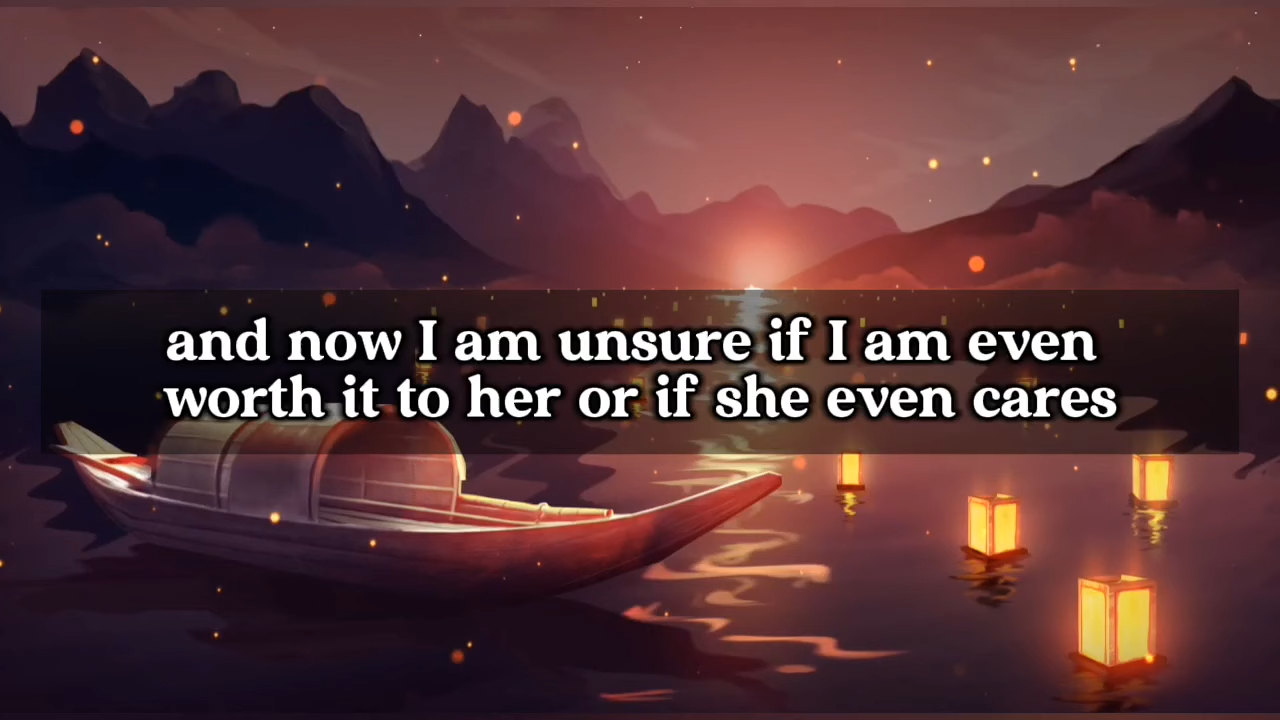 and now I am unsure if I am even
worth it to her or if she even cares